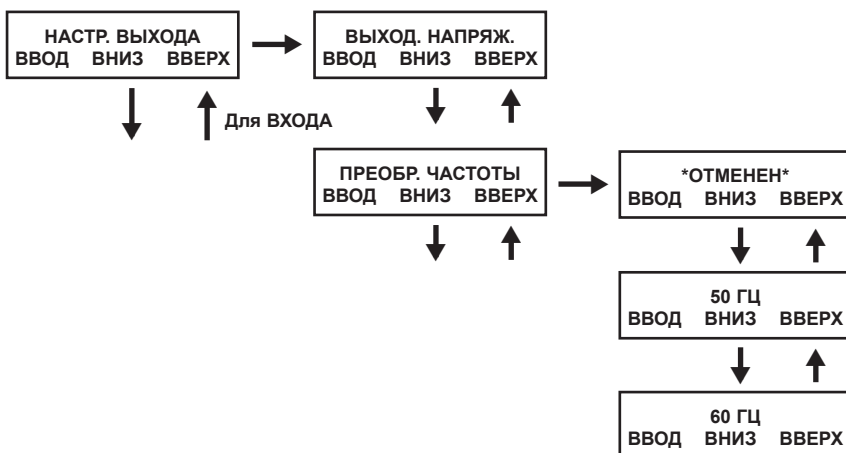 НАСТР. ВЫХОДА
ВВОД ВНИЗ ВВЕРХ
ВЫХОД. НАПРЯЖ.
ВВОД ВНИЗ ВВЕРХ
Для ВХОДА
ПРЕОБР. ЧАСТОТЫ
ВВОД ВНИЗ ВВЕРХ
*ОТМЕНЕН*
ВВОД ВНИЗ ВВЕРХ
50 ГЦ
ВВОД ВНИЗ ВВЕРХ
60 ГЦ
ВВОД ВНИЗ ВВЕРХ